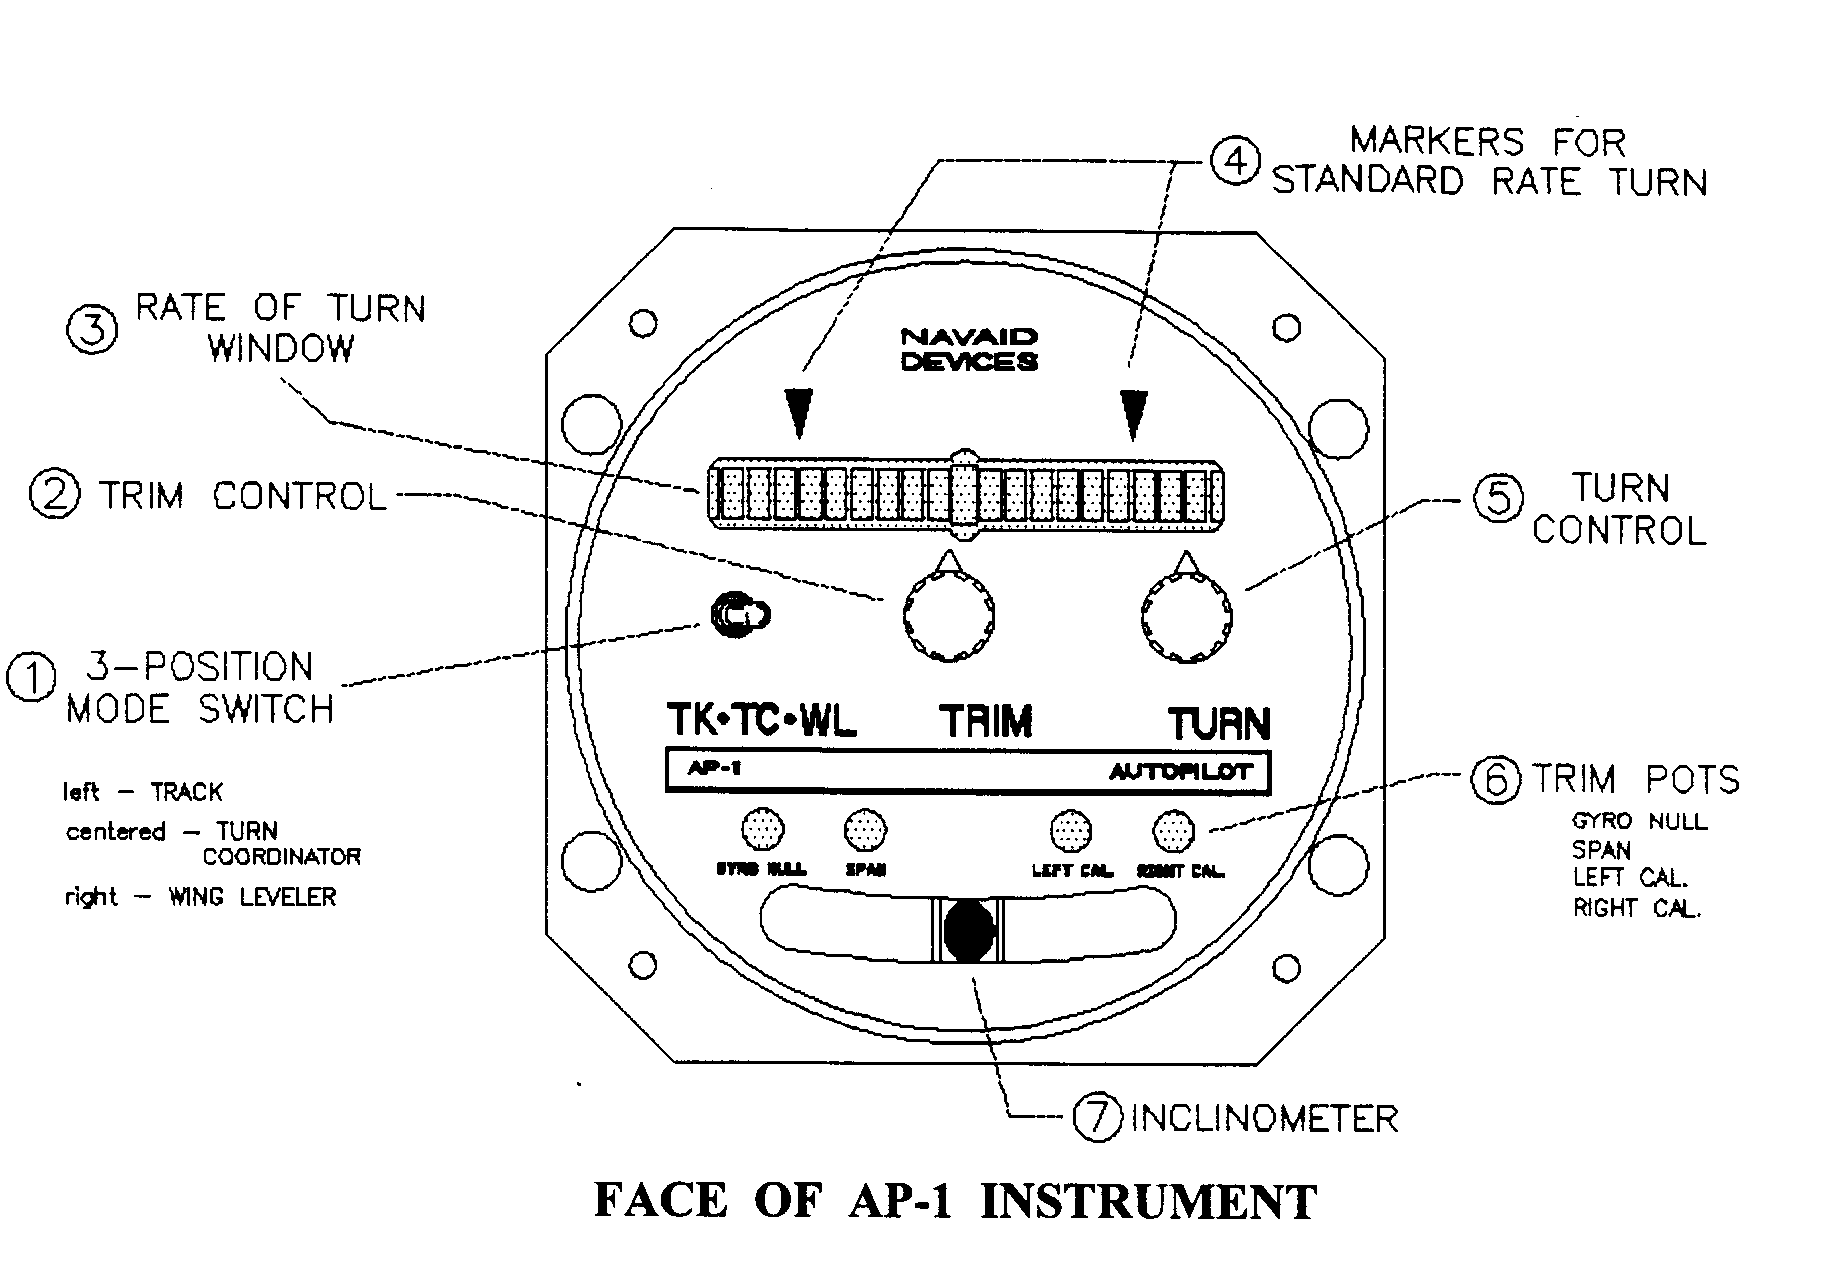 4 MARKERS FOR
STANDARD RATE TURN
3 RATE OF TURN
WINDOW
NAVAID
DEVICES
2 TRIM CONTROL
5 TURN
CONTROL
1 3-POSITION
MODE SWITCH
TK•TC•WL TRIM TURN
AP-1 AUTOPILOT
6 TRIM POTS
GYRO NULL
SPAN
LEFT CAL.
RIGHT CAL.
left - TRACK
centered - TURN
COORDINATOR
right - WING LEVELER
GYRO NULL SPAN LEFT CAL. RIGHT CAL.
7 INCLINOMETER
FACE OF AP-1 INSTRUMENT